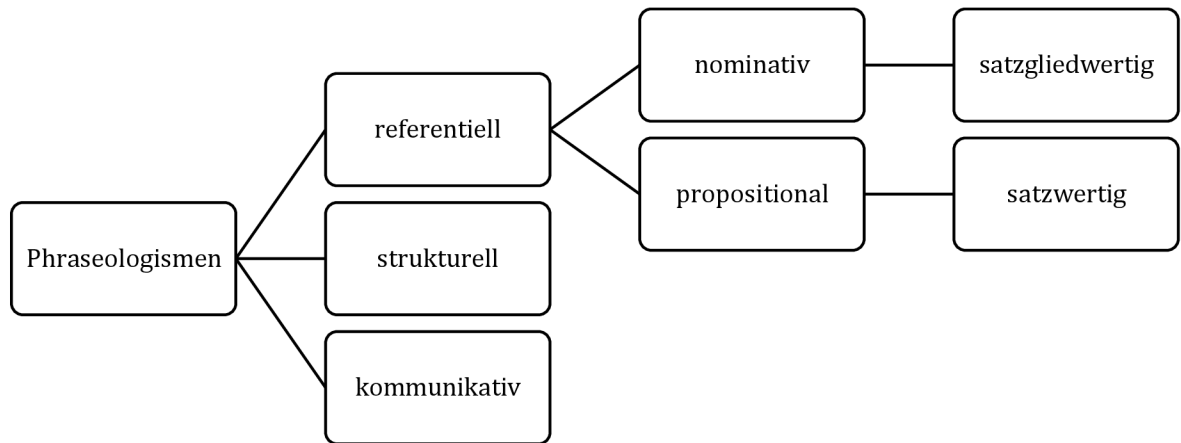 nominativ
satzgliedwertig
referentiell
propositional
satzwertig
Phraseologismen
strukturell
kommunikativ